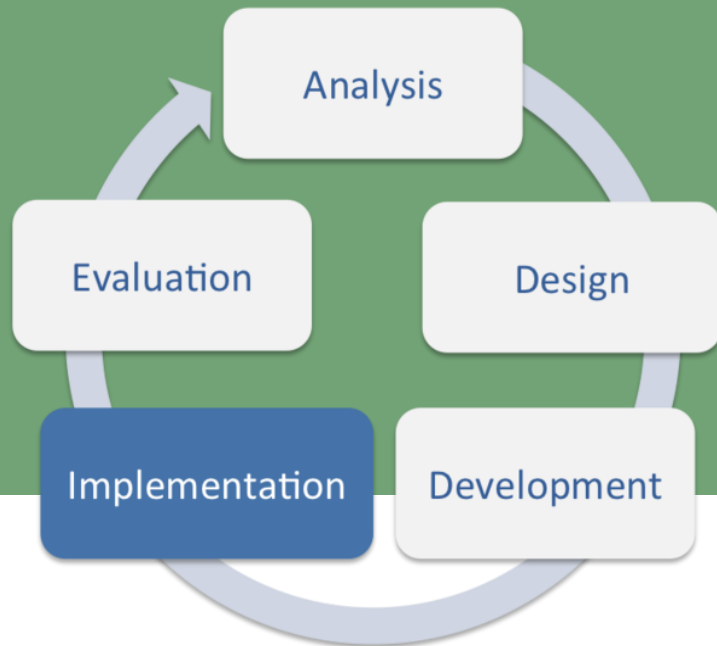 Analysis
Evaluation
Design
Implementation
Development